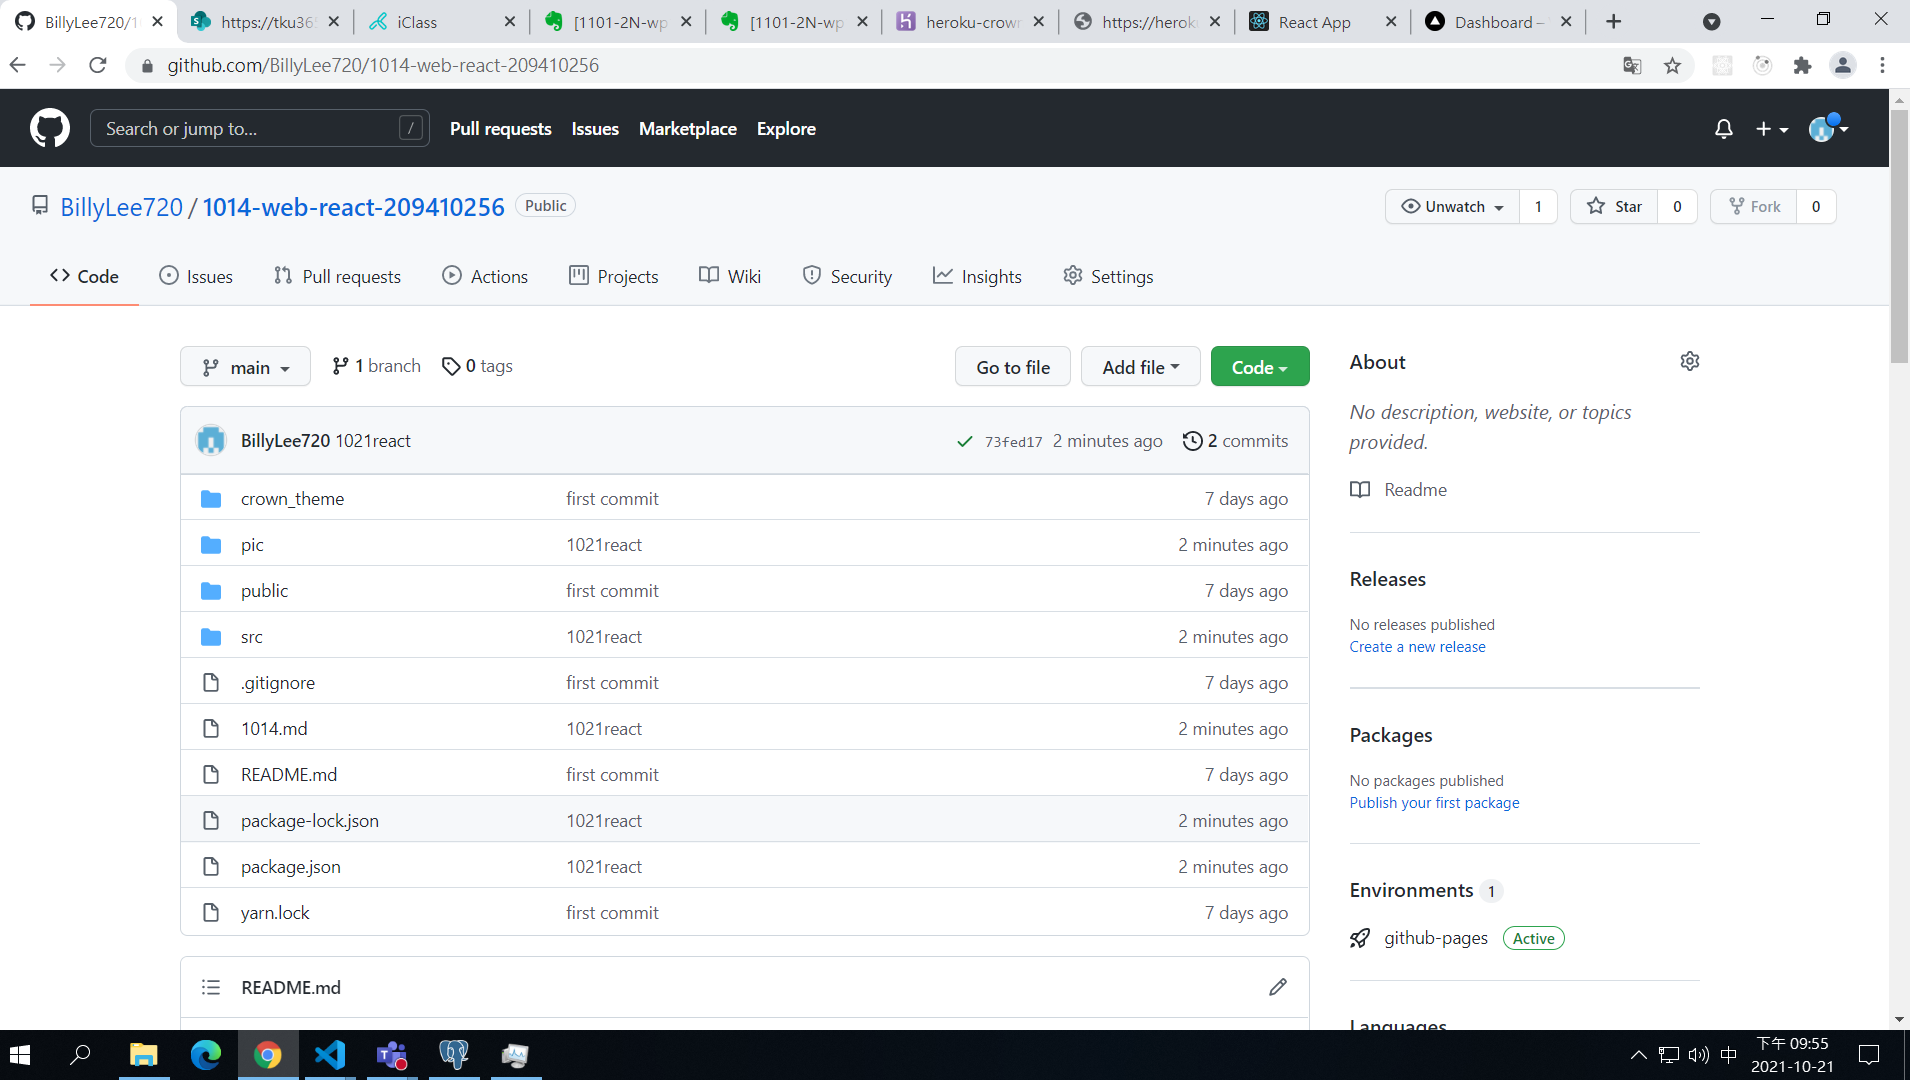 BillyLee720/1
https://tku36
iClass
[1101-2N-wp
[1101-2N-wp
heroku-crown
https://heroku
React App
Dashboard –
github.com/BillyLee720/1014-web-react-209410256
Search or jump to...
/
Pull requests
Issues
Marketplace
Explore
BillyLee720 / 1014-web-react-209410256
Public
Unwatch
1
Star
0
Fork
0
Code
Issues
Pull requests
Actions
Projects
Wiki
Security
Insights
Settings
main
1 branch
0 tags
Go to file
Add file
Code
BillyLee720 1021react
73fed17 2 minutes ago
2 commits
crown_theme first commit 7 days ago
pic 1021react 2 minutes ago
public first commit 7 days ago
src 1021react 2 minutes ago
.gitignore first commit 7 days ago
1014.md 1021react 2 minutes ago
README.md first commit 7 days ago
package-lock.json 1021react 2 minutes ago
package.json 1021react 2 minutes ago
yarn.lock first commit 7 days ago
README.md
About
No description, website, or topics
provided.
Readme
Releases
No releases published
Create a new release
Packages
No packages published
Publish your first package
Environments 1
github-pages Active
Languages
中
下午 09:55
2021-10-21